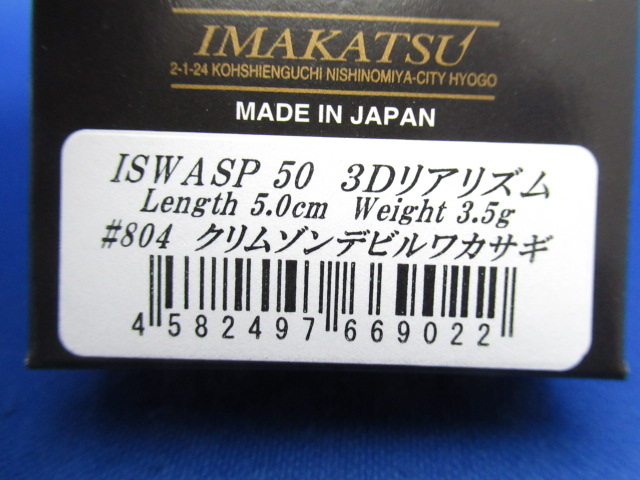 IMAKATSU
2-1-24 KOHSHIENGUCHI NISHINOMIYA-CITY HYOGO
MADE IN JAPAN
ISWASP 50 3Dリアリズム
Length 5.0cm Weight 3.5g
#804 クリムゾンデビルワカサギ
4 582497 669022